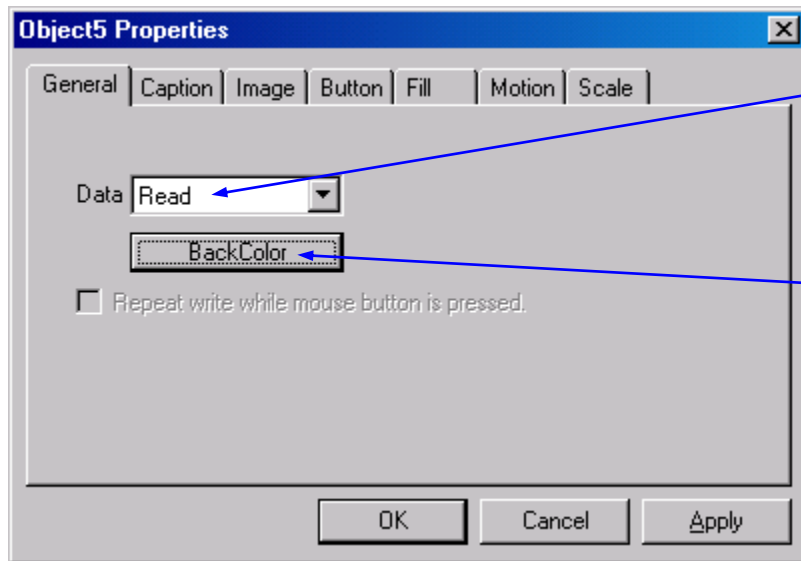 Object5 Properties
General Caption Image Button Fill Motion Scale
Data Read
BackColor
Repeat write while mouse button is pressed.
OK Cancel Apply